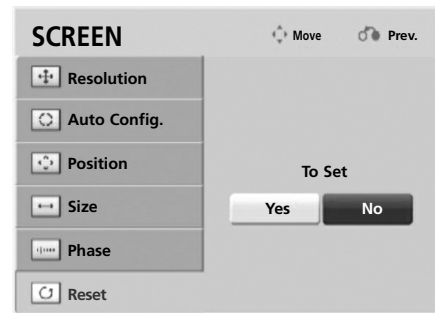 SCREEN Move Prev.
Resolution
Auto Config.
Position
Size
Phase
Reset
To Set
Yes No